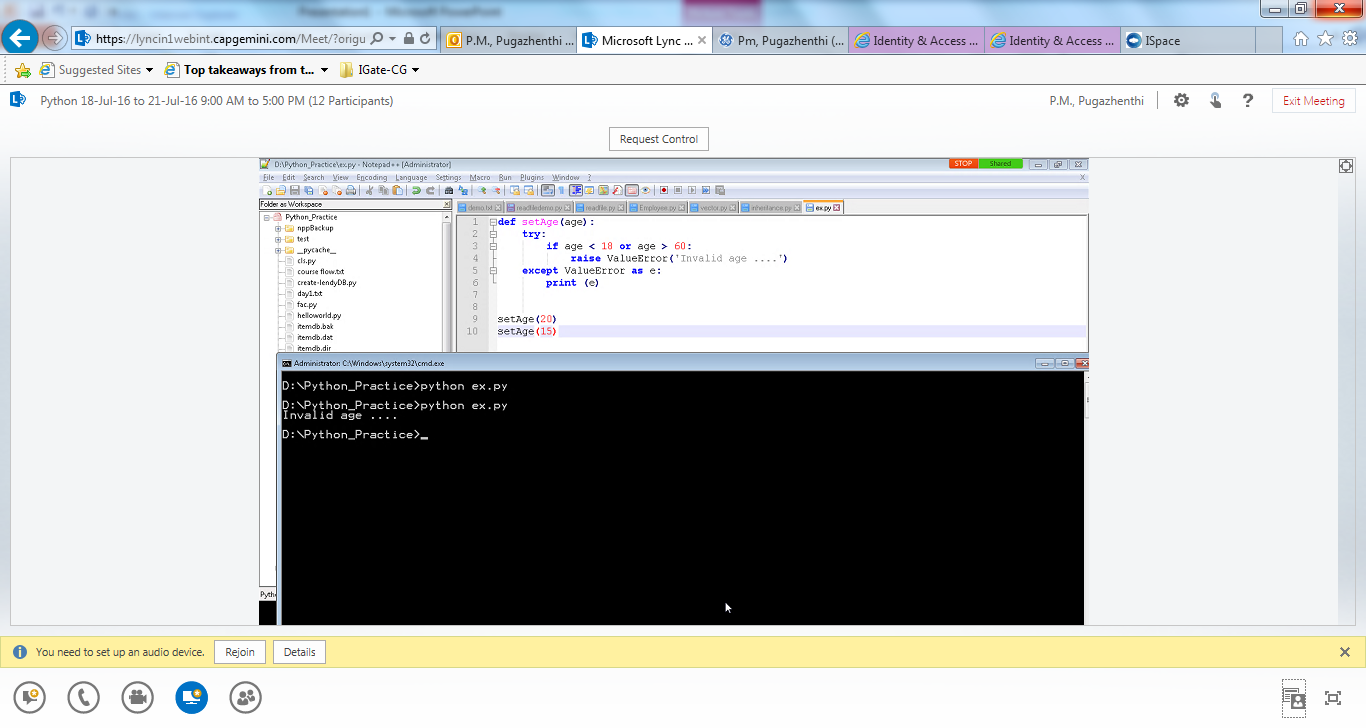 https://lyncin1webint.capgemini.com/Meet/?origu
P.M., Pugazhenthi ...
Microsoft Lync ...
Pm, Pugazhenthi (...
Identity & Access ...
Identity & Access ...
ISpace
Suggested Sites
Top takeaways from t...
IGate-CG
Python 18-Jul-16 to 21-Jul-16 9:00 AM to 5:00 PM (12 Participants)
P.M., Pugazhenthi
?
Exit Meeting
Request Control
D:\Python_Practice\ex.py - Notepad++ [Administrator]
STOP
Shared
File Edit Search View Encoding Language Settings Macro Run Plugins Window ?
X
Folder as Workspace
demo.txt
readfiledemo.py
readfile.py
Employee.py
vector.py
inheritance.py
ex.py
Python_Practice
nppBackup
test
__pycache__
cls.py
course flow.txt
create-lendyDB.py
day1.txt
fac.py
helloworld.py
itemdb.bak
itemdb.dat
itemdb.dir
1 def setAge(age):
2 try:
3 if age < 18 or age > 60:
4 raise ValueError('Invalid age ....')
5 except ValueError as e:
6 print (e)
7
8
9 setAge(20)
10 setAge(15)
Administrator: C:\Windows\system32\cmd.exe
D:\Python_Practice>python ex.py
D:\Python_Practice>python ex.py
Invalid age ....
D:\Python_Practice>_
You need to set up an audio device.
Rejoin
Details